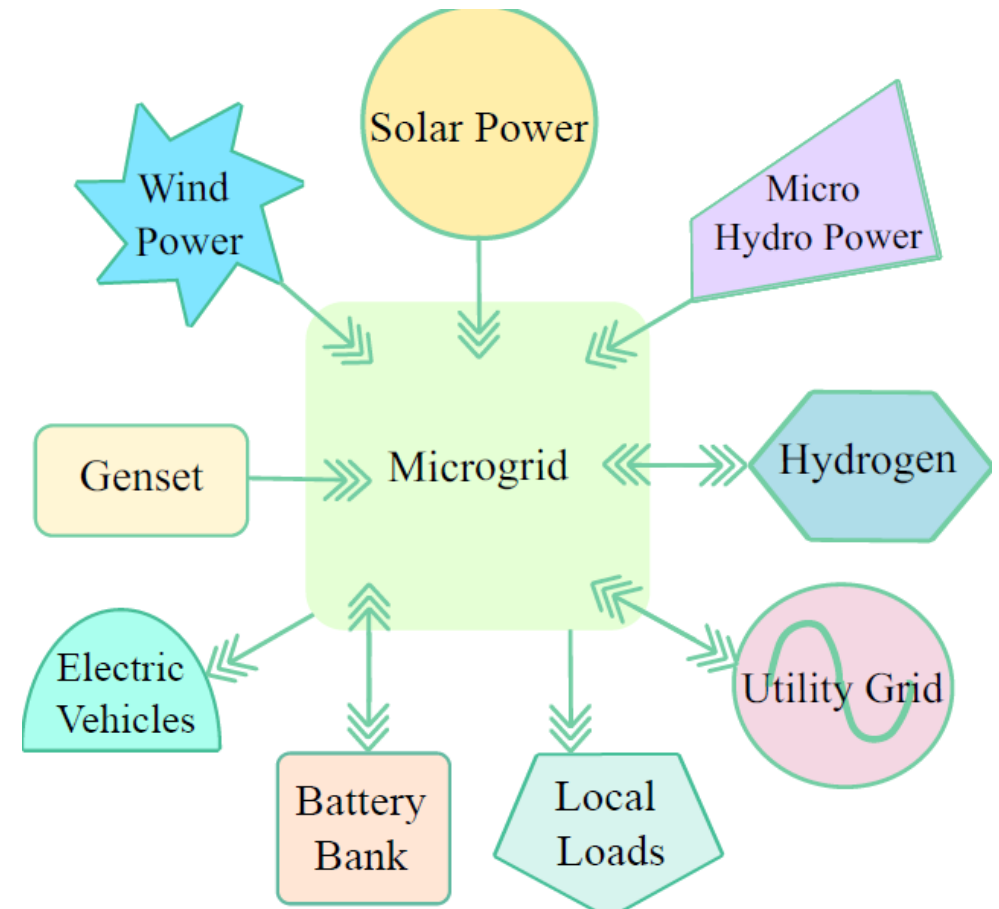 Solar Power
Wind
Power
Micro
Hydro Power
Genset
Microgrid
Hydrogen
Electric
Vehicles
Utility Grid
Battery
Bank
Local
Loads